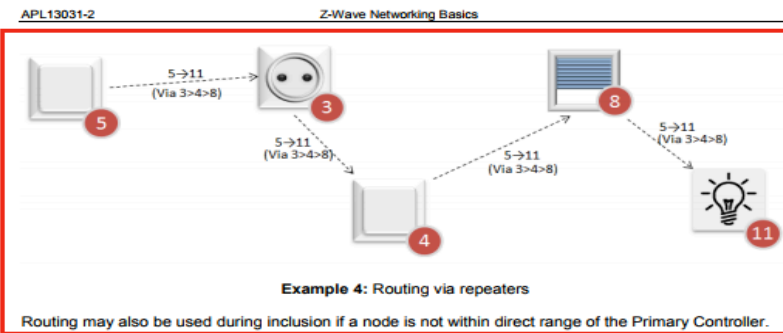 APL13031-2 Z-Wave Networking Basics
5→11
(Via 3>4>8)
5
3
5→11
(Via 3>4>8)
4
5→11
(Via 3>4>8)
8
5→11
(Via 3>4>8)
11
Example 4: Routing via repeaters
Routing may also be used during inclusion if a node is not within direct range of the Primary Controller.